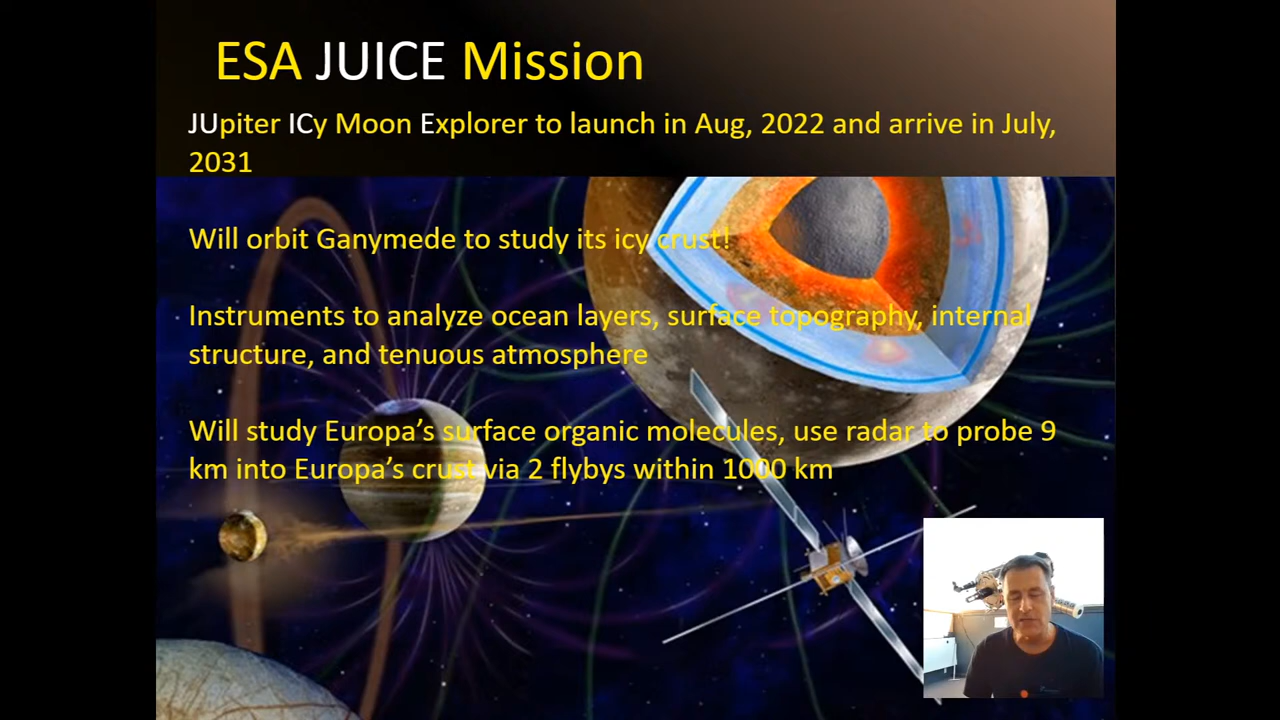 ESA JUICE Mission
JUpiter ICy Moon Explorer to launch in Aug, 2022 and arrive in July,
2031
Will orbit Ganymede to study its icy crust!
Instruments to analyze ocean layers, surface topography, internal
structure, and tenuous atmosphere
Will study Europa’s surface organic molecules, use radar to probe 9
km into Europa’s crust via 2 flybys within 1000 km